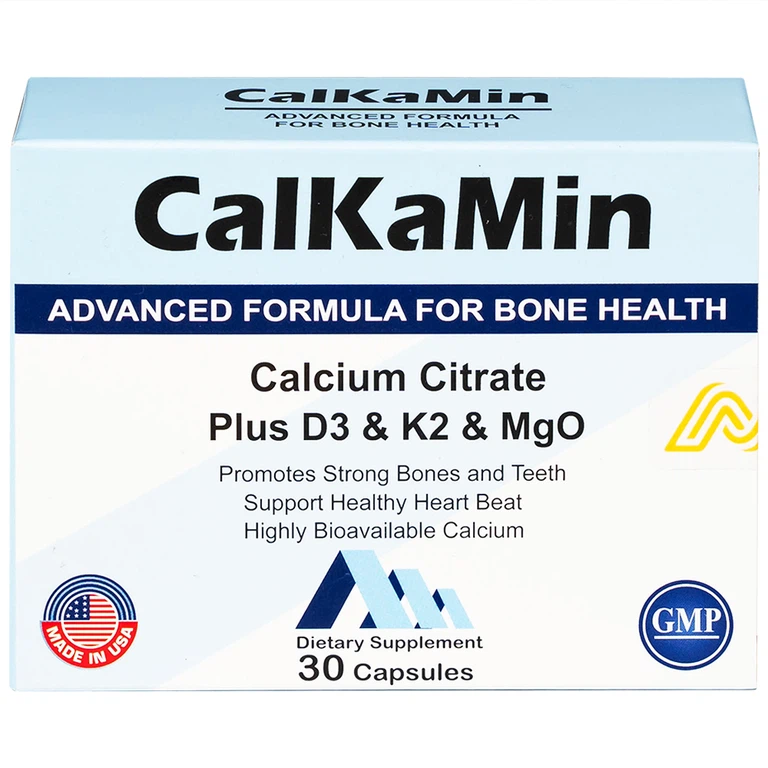 CalKaMin
ADVANCED FORMULA
FOR BONE HEALTH
CalKaMin
ADVANCED FORMULA FOR BONE HEALTH
Calcium Citrate
Plus D3 & K2 & MgO
Promotes Strong Bones and Teeth
Support Healthy Heart Beat
Highly Bioavailable Calcium
MADE IN USA
GMP
Dietary Supplement
30 Capsules